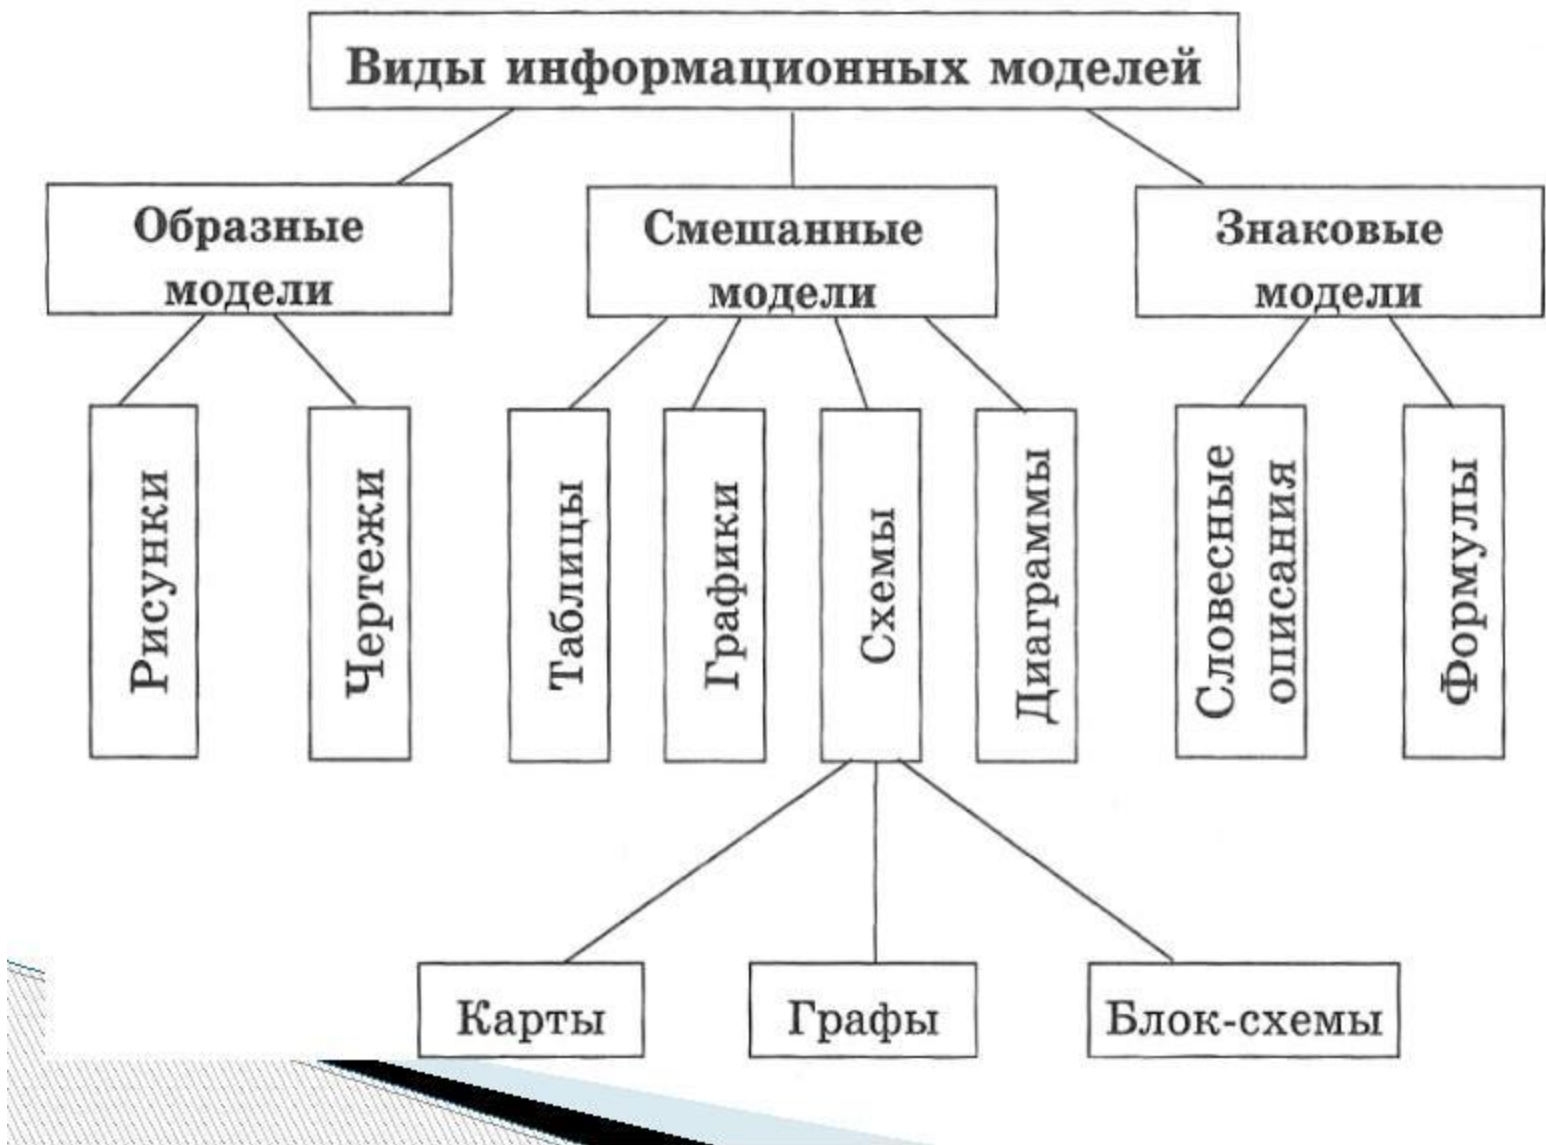 Виды информационных моделей
Образные
модели
Смешанные
модели
Знаковые
модели
Рисунки
Чертежи
Таблицы
Графики
Схемы
Диаграммы
Словесные
описания
Формулы
Карты
Графы
Блок-схемы